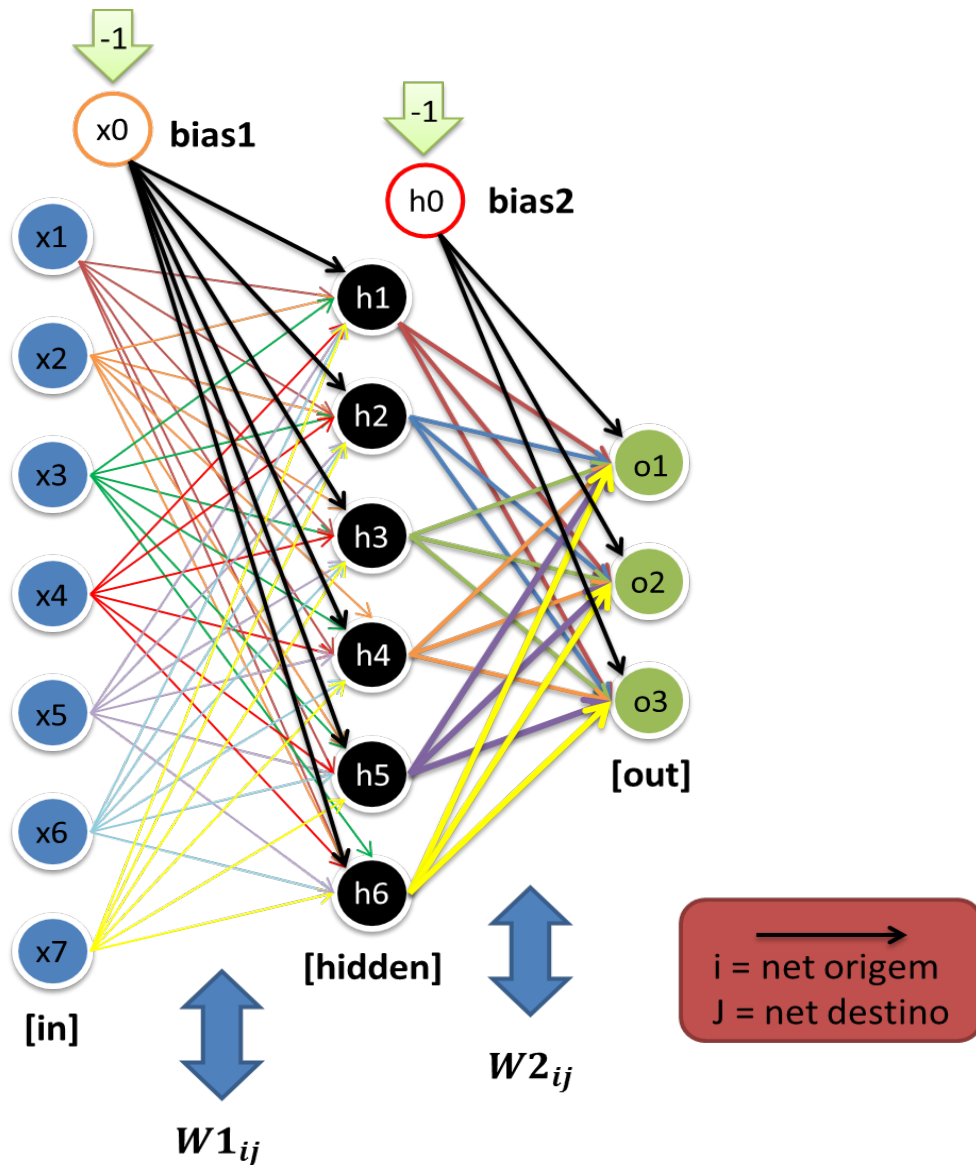 -1
x0
bias1
-1
h0
bias2
x1
x2
x3
x4
x5
x6
x7
[in]
h1
h2
h3
h4
h5
h6
[hidden]
o1
o2
o3
[out]
W1ij
W2ij
i = net origem
J = net destino